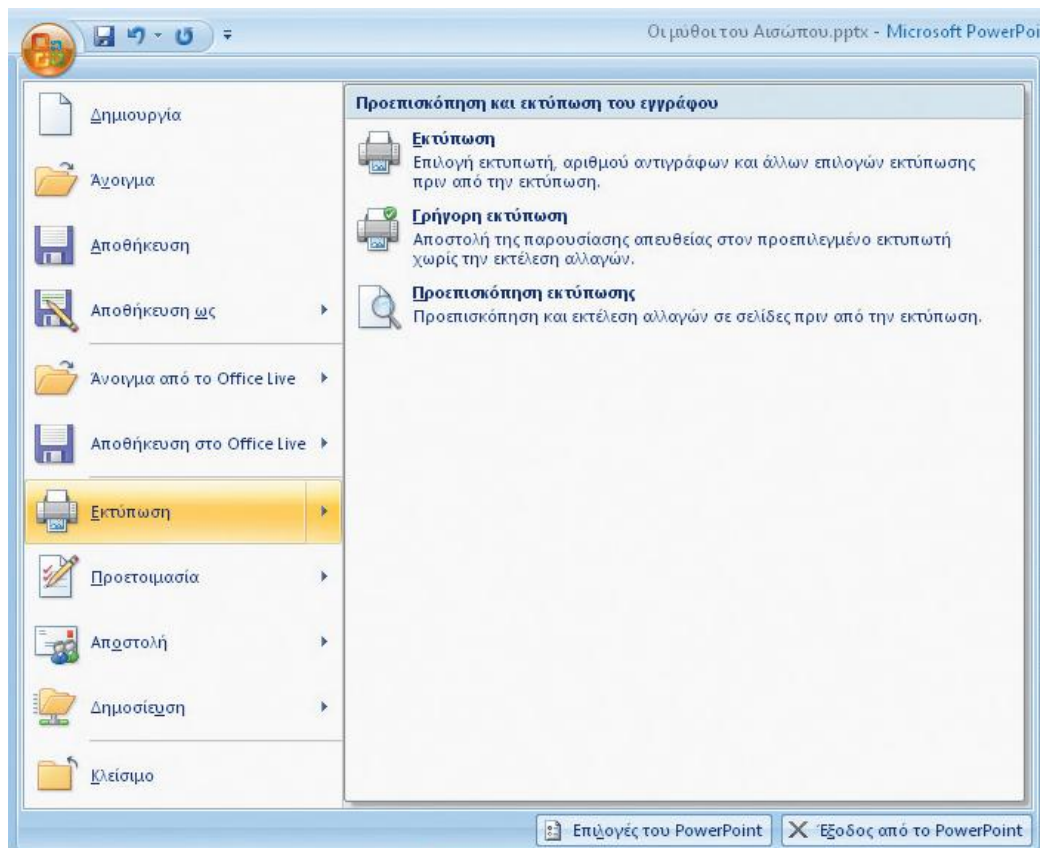 Οι μύθοι του Αισώπου.pptx - Microsoft PowerPoi
Δημιουργία
Άνοιγμα
Αποθήκευση
Αποθήκευση ως
Άνοιγμα από το Office Live
Αποθήκευση στο Office Live
Εκτύπωση
Προετοιμασία
Αποστολή
Δημοσίευση
Κλείσιμο
Προεπισκόπηση και εκτύπωση του εγγράφου
Εκτύπωση
Επιλογή εκτυπωτή, αριθμού αντιγράφων και άλλων επιλογών εκτύπωσης
πριν από την εκτύπωση.
Γρήγορη εκτύπωση
Αποστολή της παρουσίασης απευθείας στον προεπιλεγμένο εκτυπωτή
χωρίς την εκτέλεση αλλαγών.
Προεπισκόπηση εκτύπωσης
Προεπισκόπηση και εκτέλεση αλλαγών σε σελίδες πριν από την εκτύπωση.
Επιλογές του PowerPoint
Έξοδος από το PowerPoint